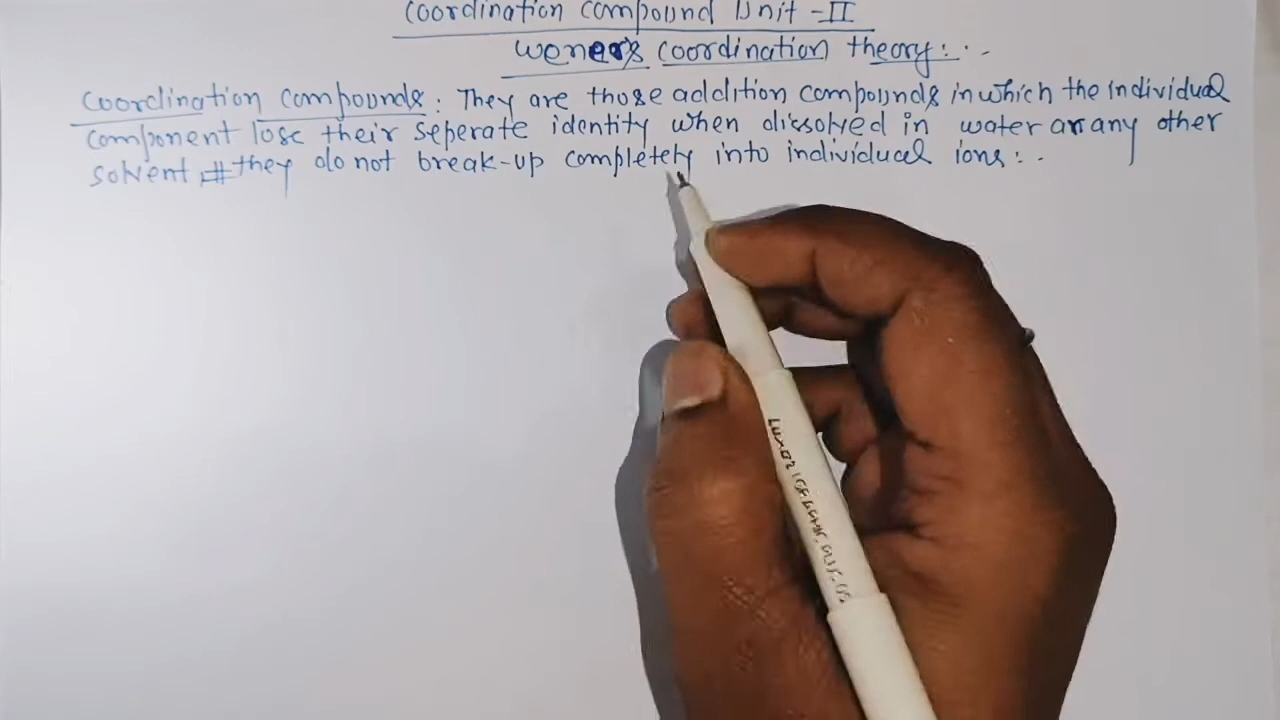 Coordination Compound Unit - II
Weners coordination theory:-
Coordination compounds: They are those addition compounds in which the individual
component lose their seperate identity when dissolved in water or any other
solvent, they do not break-up completely into individual ions:-
Luxor